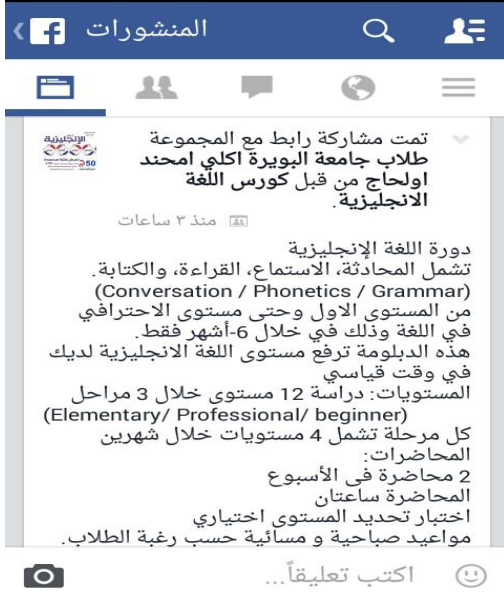 المنشورات
تمت مشاركة رابط مع المجموعة
طلاب جامعة البويرة اكلي امحند
اولحاج من قبل كورس اللغة
الانجليزية.
منذ ٣ ساعات
الإنجليزية
50
دورة اللغة الإنجليزية
تشمل المحادثة، الاستماع، القراءة، والكتابة.
(Conversation / Phonetics / Grammar)
من المستوى الاول وحتى مستوى الاحترافي
في اللغة وذلك في خلال 6-أشهر فقط.
هذه الدبلومة ترفع مستوى اللغة الانجليزية لديك
في وقت قياسي
المستويات: دراسة 12 مستوى خلال 3 مراحل
(Elementary/ Professional/ beginner)
كل مرحلة تشمل 4 مستويات خلال شهرين
المحاضرات:
2 محاضرة فى الأسبوع
المحاضرة ساعتان
اختبار تحديد المستوى اختياري
مواعيد صباحية و مسائية حسب رغبة الطلاب.
اكتب تعليقاً...